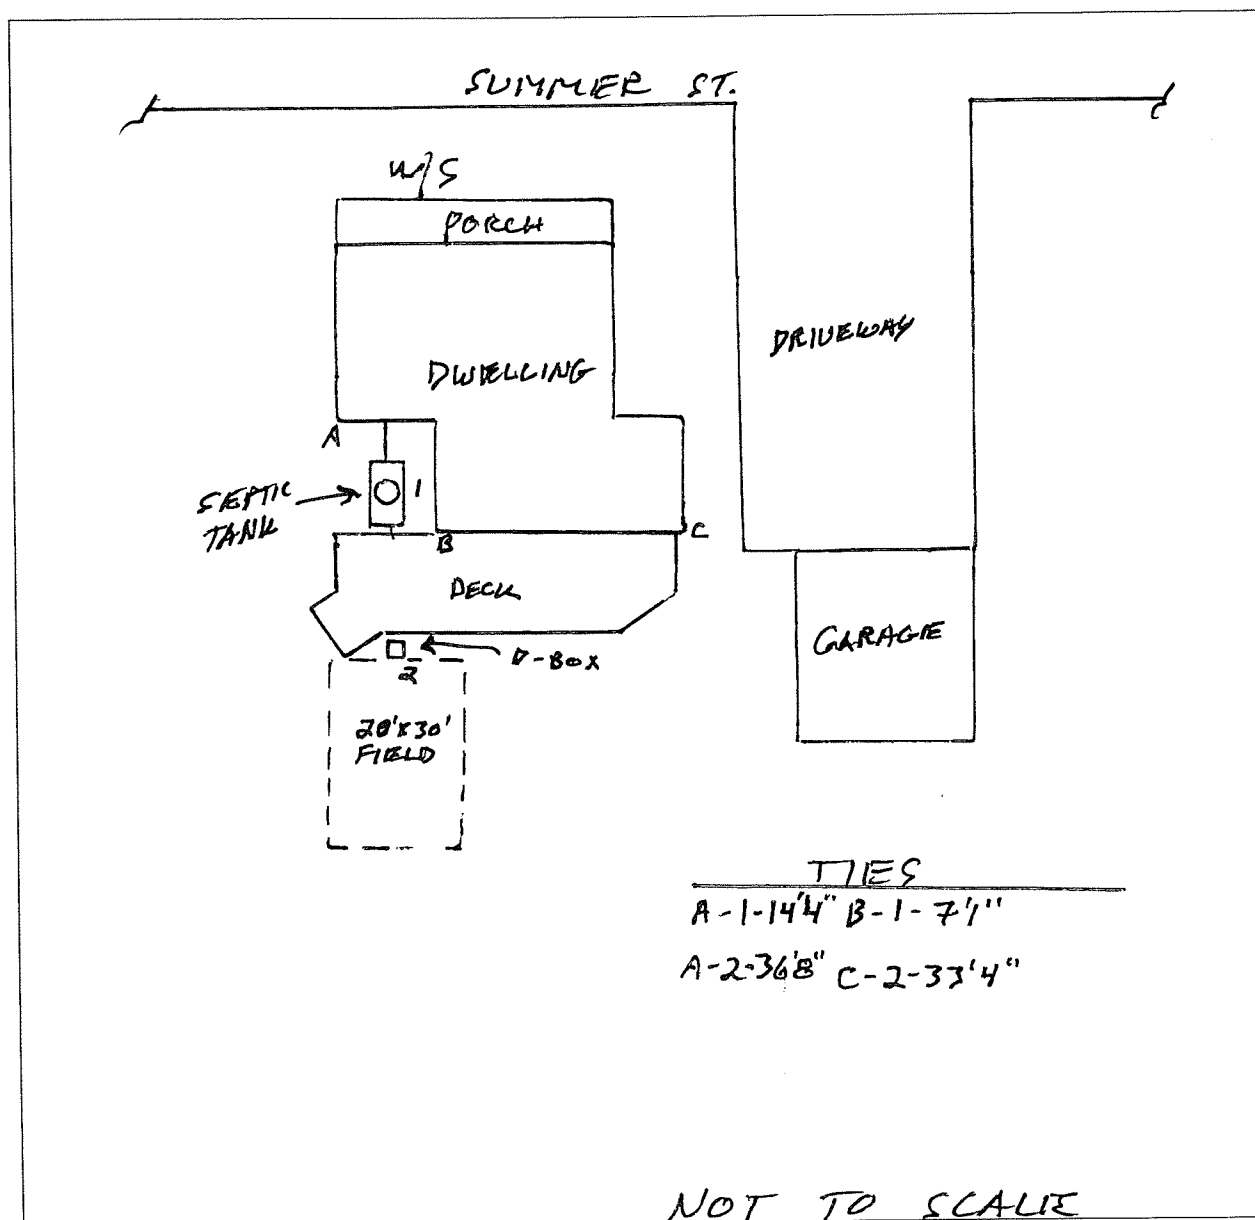 SUMMER ST.
W/S
PORCH
DRIVEWAY
DWELLING
A
SEPTIC
TANK
1
B
C
DECK
GARAGE
D-BOX
2
20'x30'
FIELD
TIES
A-1-14'4" B-1-7'1"
A-2-36'8" C-2-33'4"
NOT TO SCALE